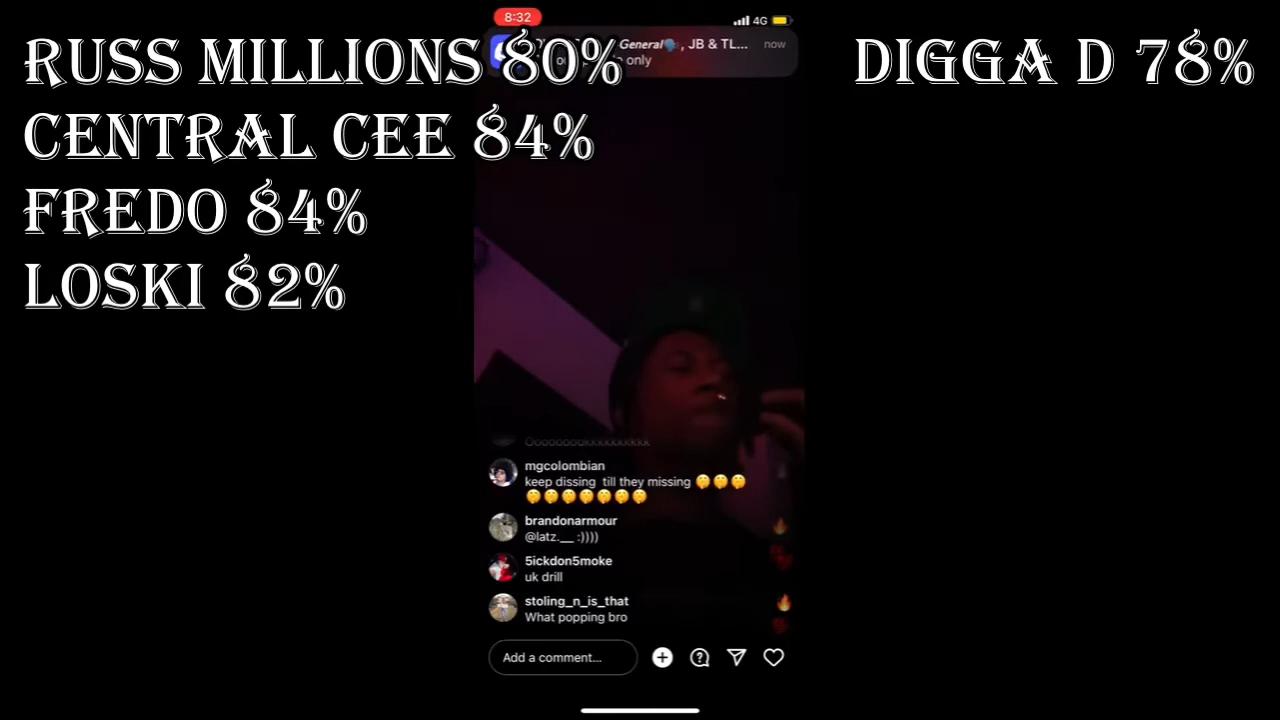 8:32
4G
General🗣️, JB & TL...
now
only
RUSS MILLIONS 80%
CENTRAL CEE 84%
FREDO 84%
LOSKI 82%
DIGGA D 78%
mgcolombian
keep dissing till they missing 🤫🤫🤫
🤫🤫🤫🤫🤫🤫🤫
brandonarmour
@latz.__ :))))
5ickdon5moke
uk drill
stoling_n_is_that
What popping bro
Add a comment...